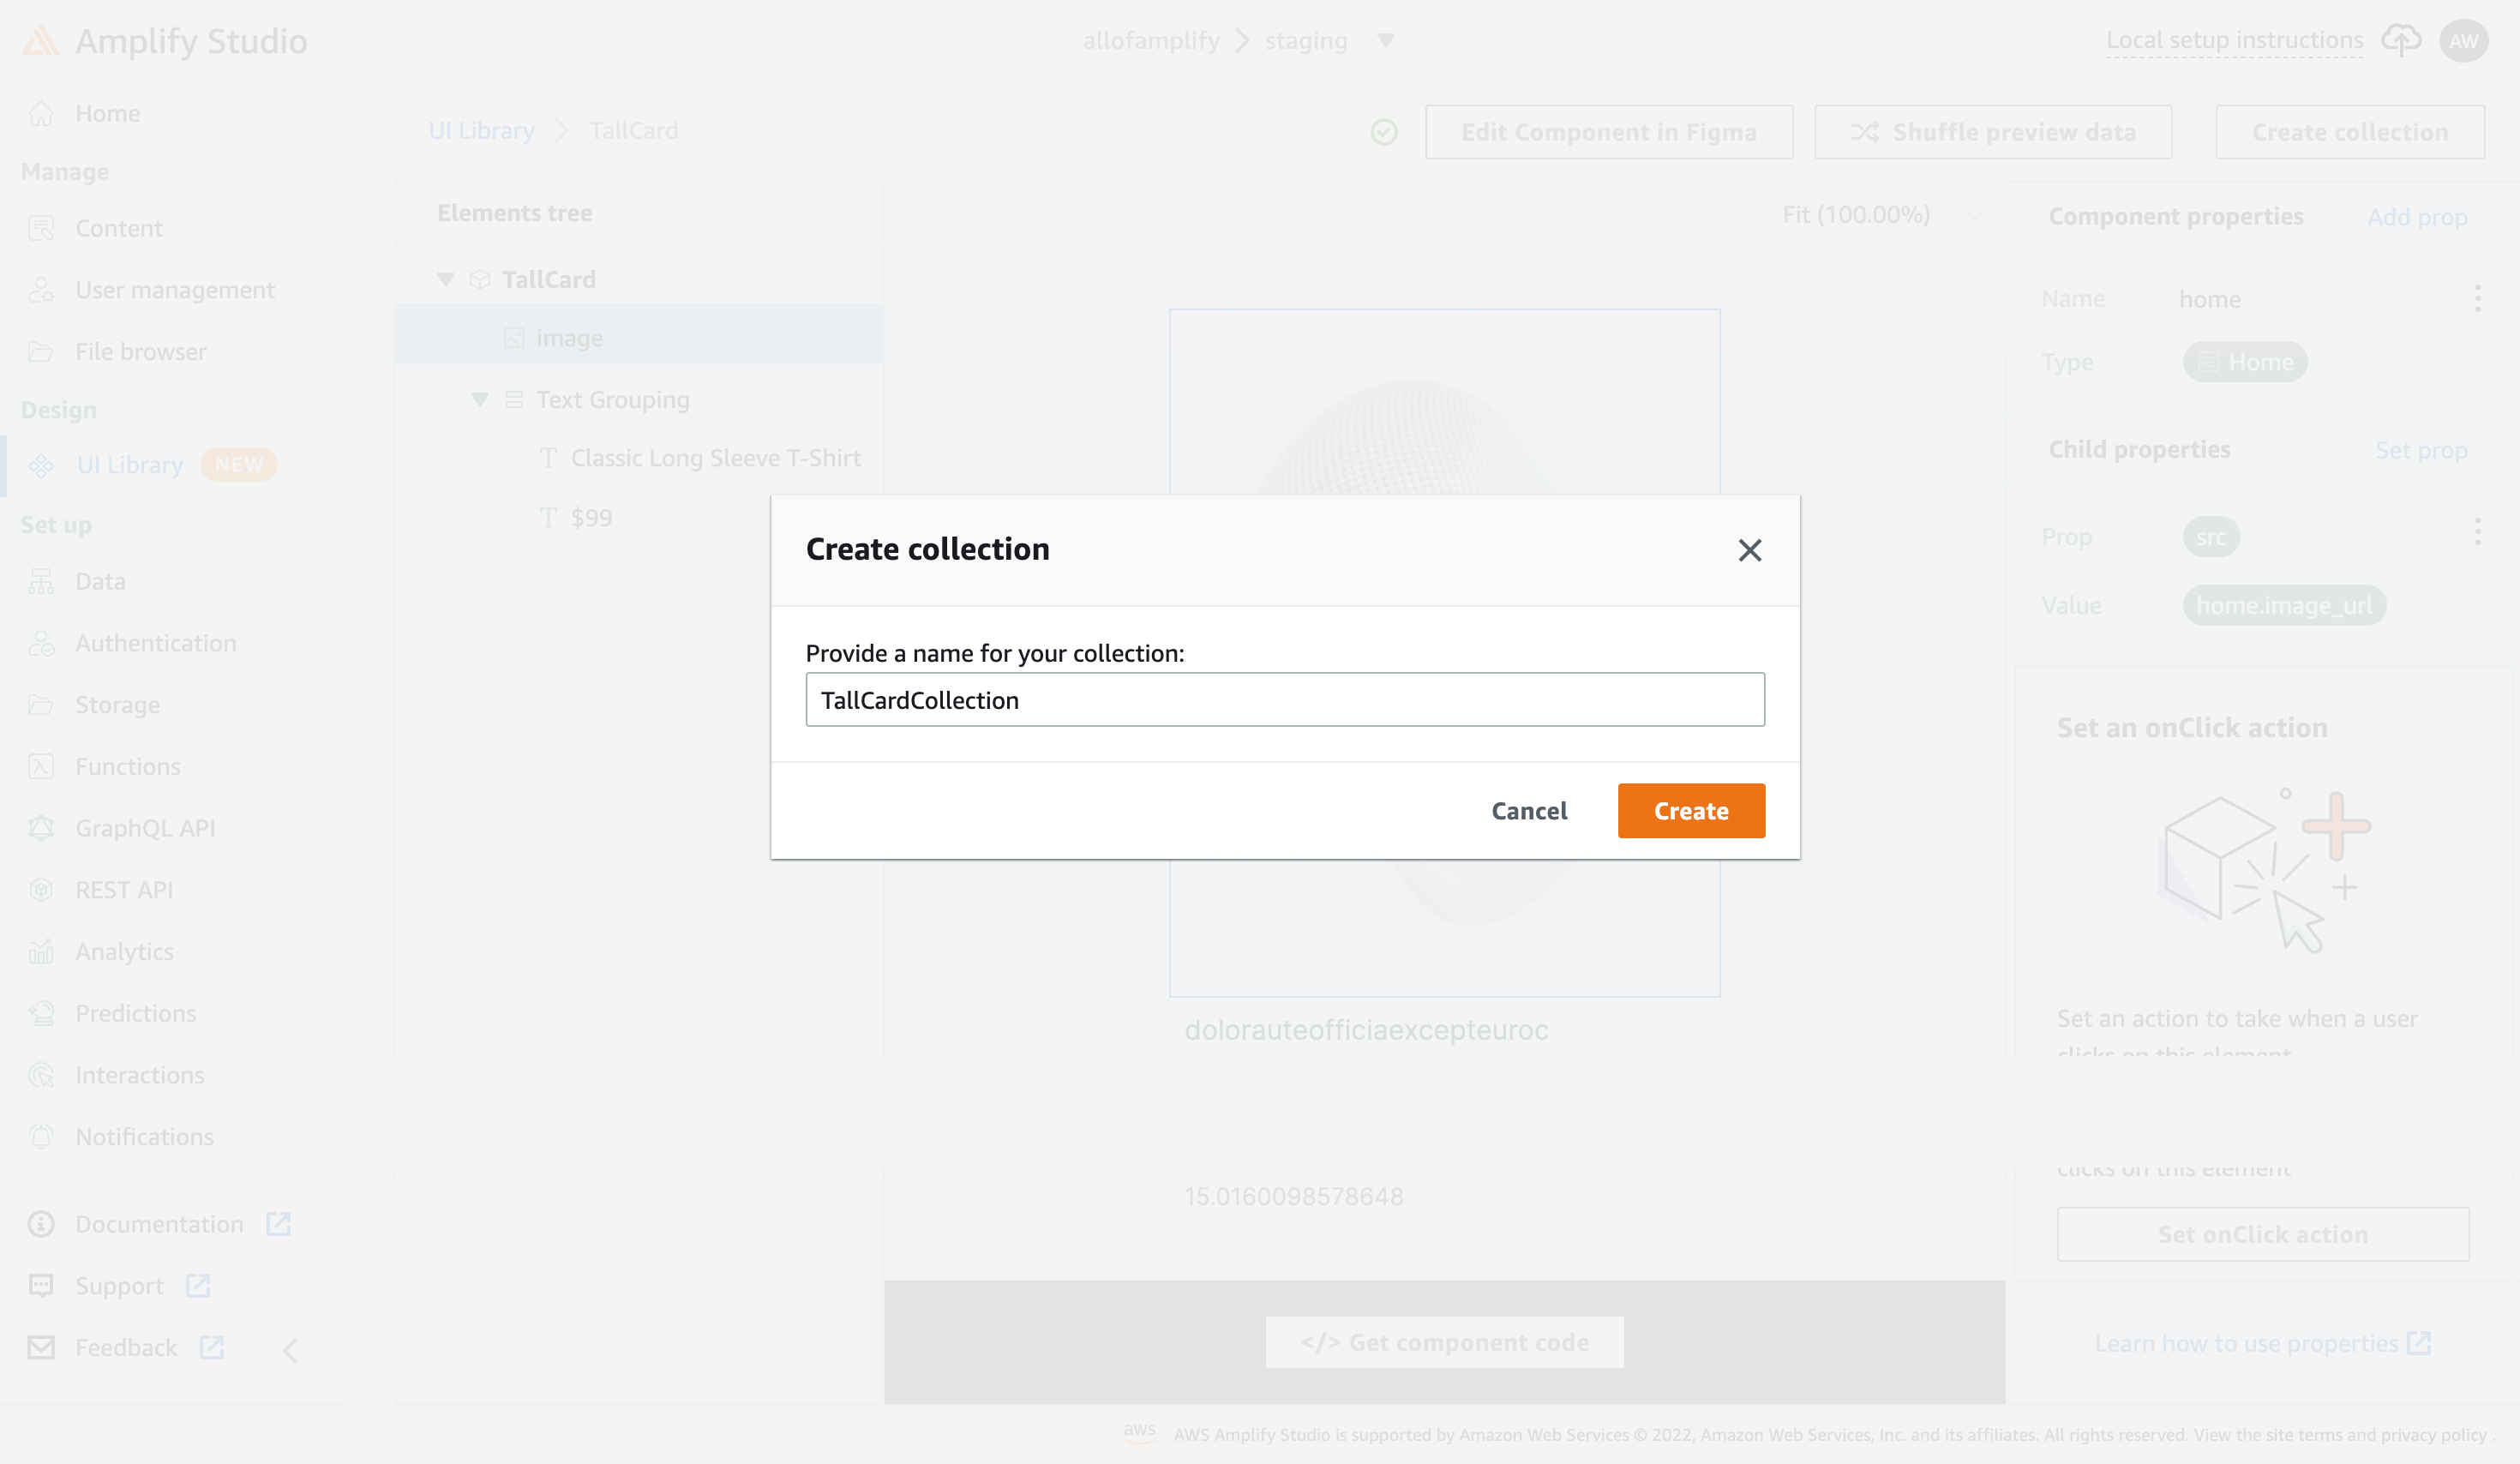 Amplify Studio
allofamplify > staging
Local setup instructions
AW
Home
Manage
Content
User management
File browser
Design
UI Library NEW
Set up
Data
Authentication
Storage
Functions
GraphQL API
REST API
Analytics
Predictions
Interactions
Notifications
Documentation
Support
Feedback
UI Library > TallCard
Edit Component in Figma
Shuffle preview data
Create collection
Elements tree
TallCard
image
Text Grouping
T Classic Long Sleeve T-Shirt
T $99
Fit (100.00%)
Create collection
Provide a name for your collection:
TallCardCollection
Cancel
Create
dolorauteofficiaexcepteuroc
15.0160098578648
</> Get component code
Component properties
Add prop
Name home
Type Home
Child properties
Set prop
Prop src
Value home.image_url
Set an onClick action
Set an action to take when a user
clicks on this element
clicks on this element
Set onClick action
Learn how to use properties
aws AWS Amplify Studio is supported by Amazon Web Services © 2022, Amazon Web Services, Inc. and its affiliates. All rights reserved. View the site terms and privacy policy .